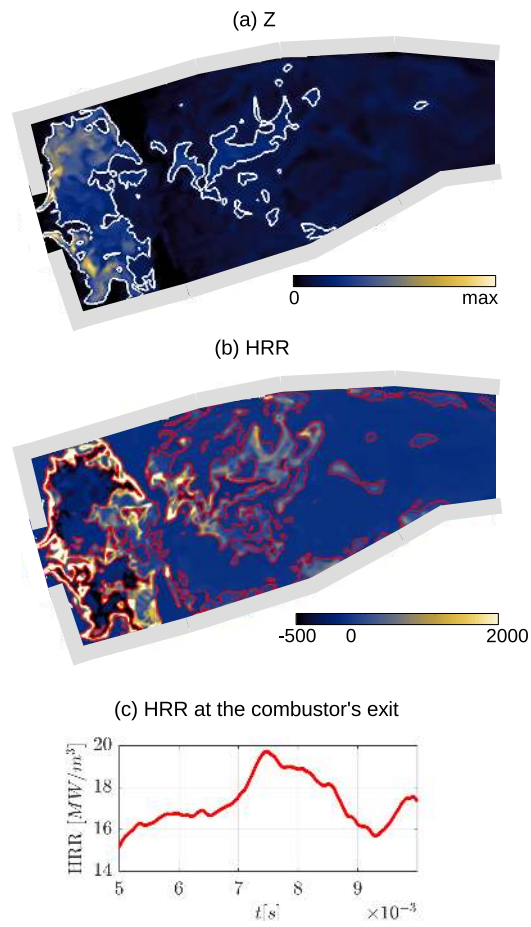 (a) Z
0 max
(b) HRR
-500 0 2000
(c) HRR at the combustor's exit
HRR [MW/m³]
20
18
16
14
5 6 7 8 9
t[s] ×10⁻³